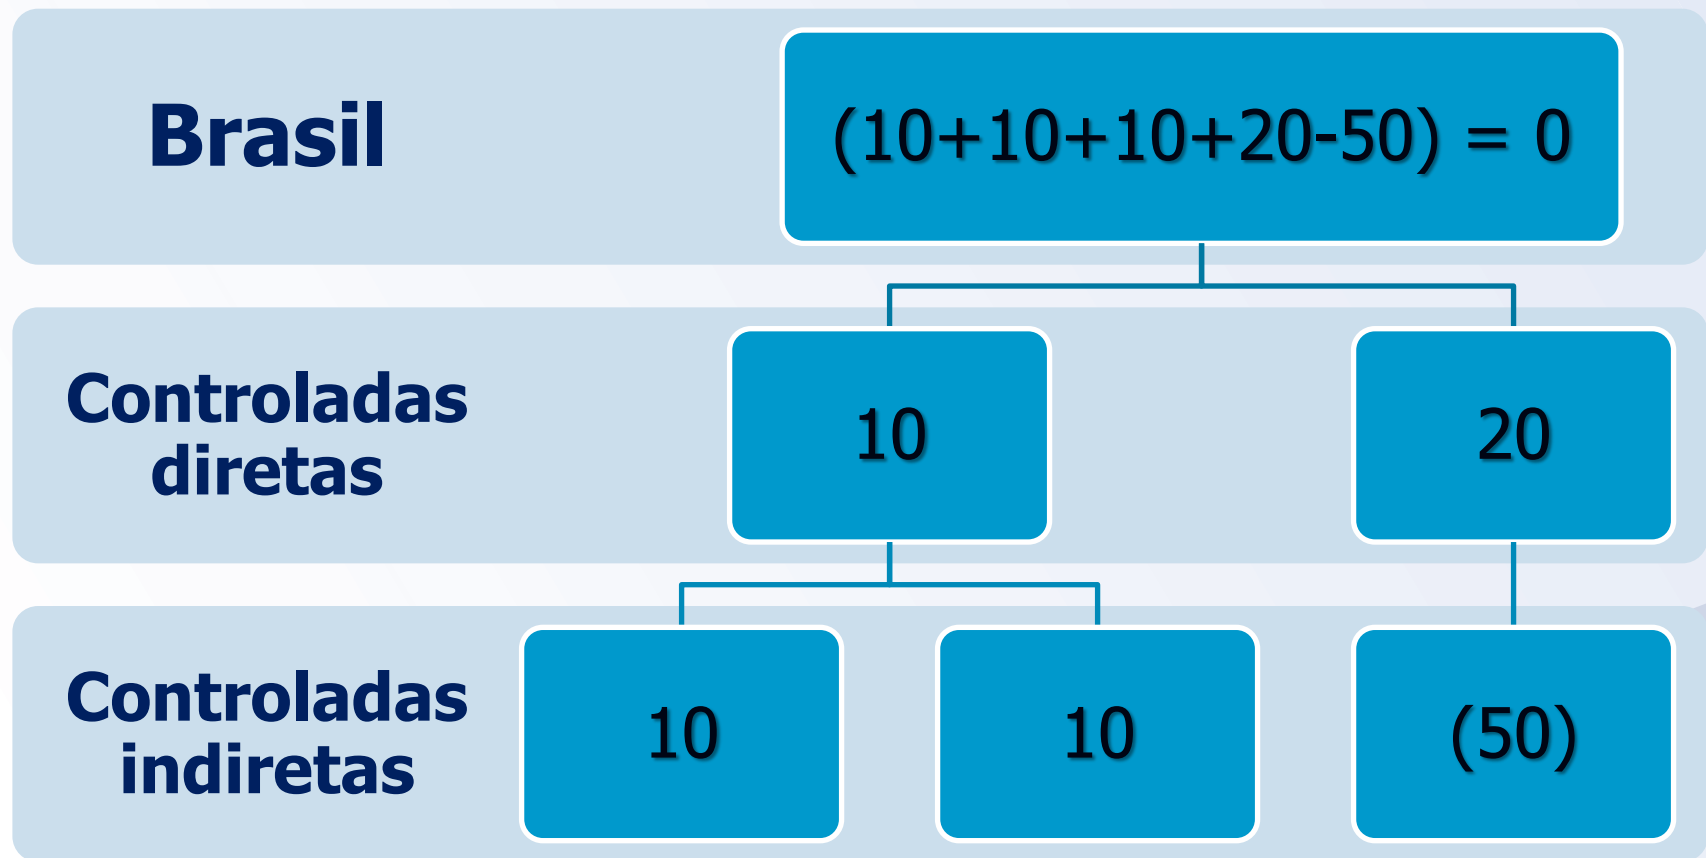 Brasil
(10+10+10+20-50) = 0
Controladas
diretas
10
20
Controladas
indiretas
10
10
(50)